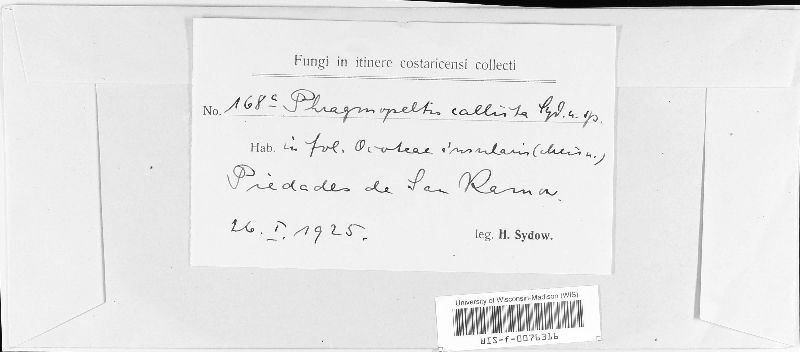 Fungi in itinere costaricensi collecti
No. 168c Phragmopeltis callista Syd. n. sp.
Hab. in fol. Ocoteae insularis (Meisn.)
Piedades de San Ramon.
26. I. 1925.
leg. H. Sydow.
University of Wisconsin-Madison (WIS)
WIS-f-0076316